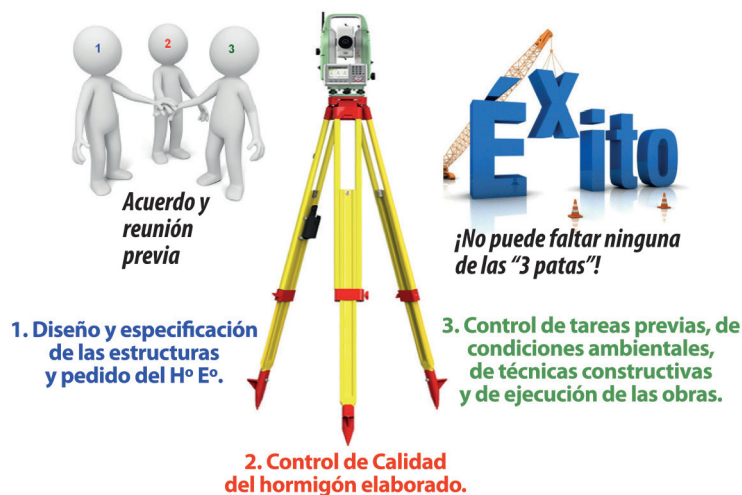 1
2
3
Acuerdo y
reunión
previa
Éxito
¡No puede faltar ninguna
de las “3 patas”!
1. Diseño y especificación
de las estructuras
y pedido del Hº Eº.
3. Control de tareas previas, de
condiciones ambientales,
de técnicas constructivas
y de ejecución de las obras.
2. Control de Calidad
del hormigón elaborado.